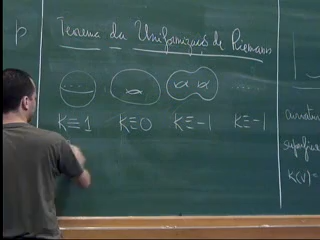 Teorema da Uniformização de Riemann
K≡1 K≡0 K≡-1 K≡-1
curvatura
superfície
K(v)=